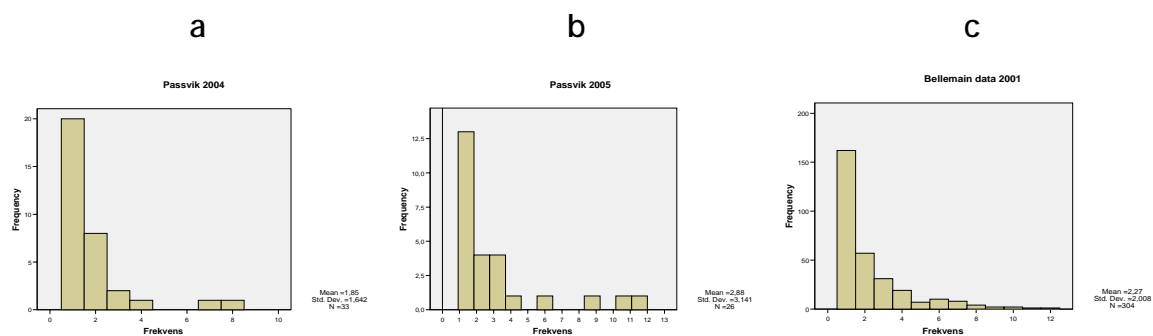 a
b
c
Passvik 2004
Passvik 2005
Bellemain data 2001
Frequency
20
15
10
5
0
0
2
4
6
8
10
Frekvens
Mean =1,85
Std. Dev. =1,642
N =33
Frequency
12,5
10,0
7,5
5,0
2,5
0,0
0
1
2
3
4
5
6
7
8
9
10
11
12
13
Frekvens
Mean =2,88
Std. Dev. =3,141
N =26
Frequency
200
150
100
50
0
0
2
4
6
8
10
12
Frekvens
Mean =2,27
Std. Dev. =2,008
N =304